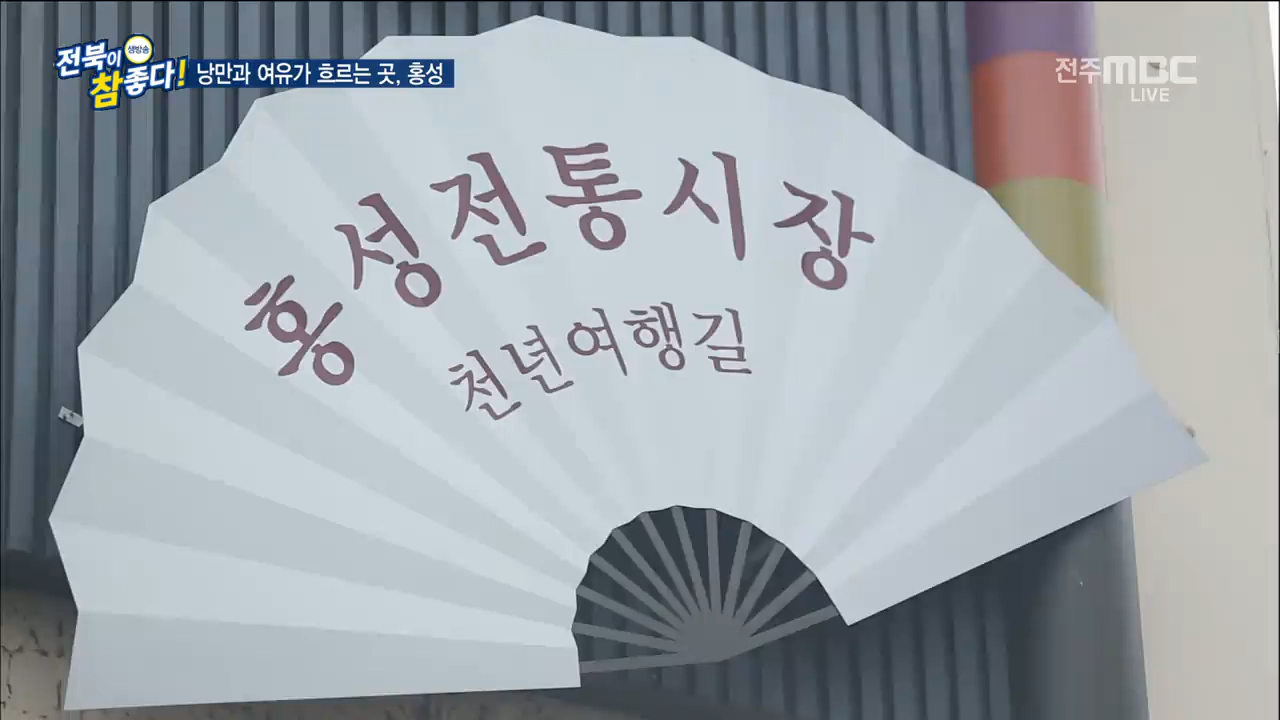 생방송
전북이
참좋다!
낭만과 여유가 흐르는 곳, 홍성
전주MBC
LIVE
홍성전통시장
천년여행길